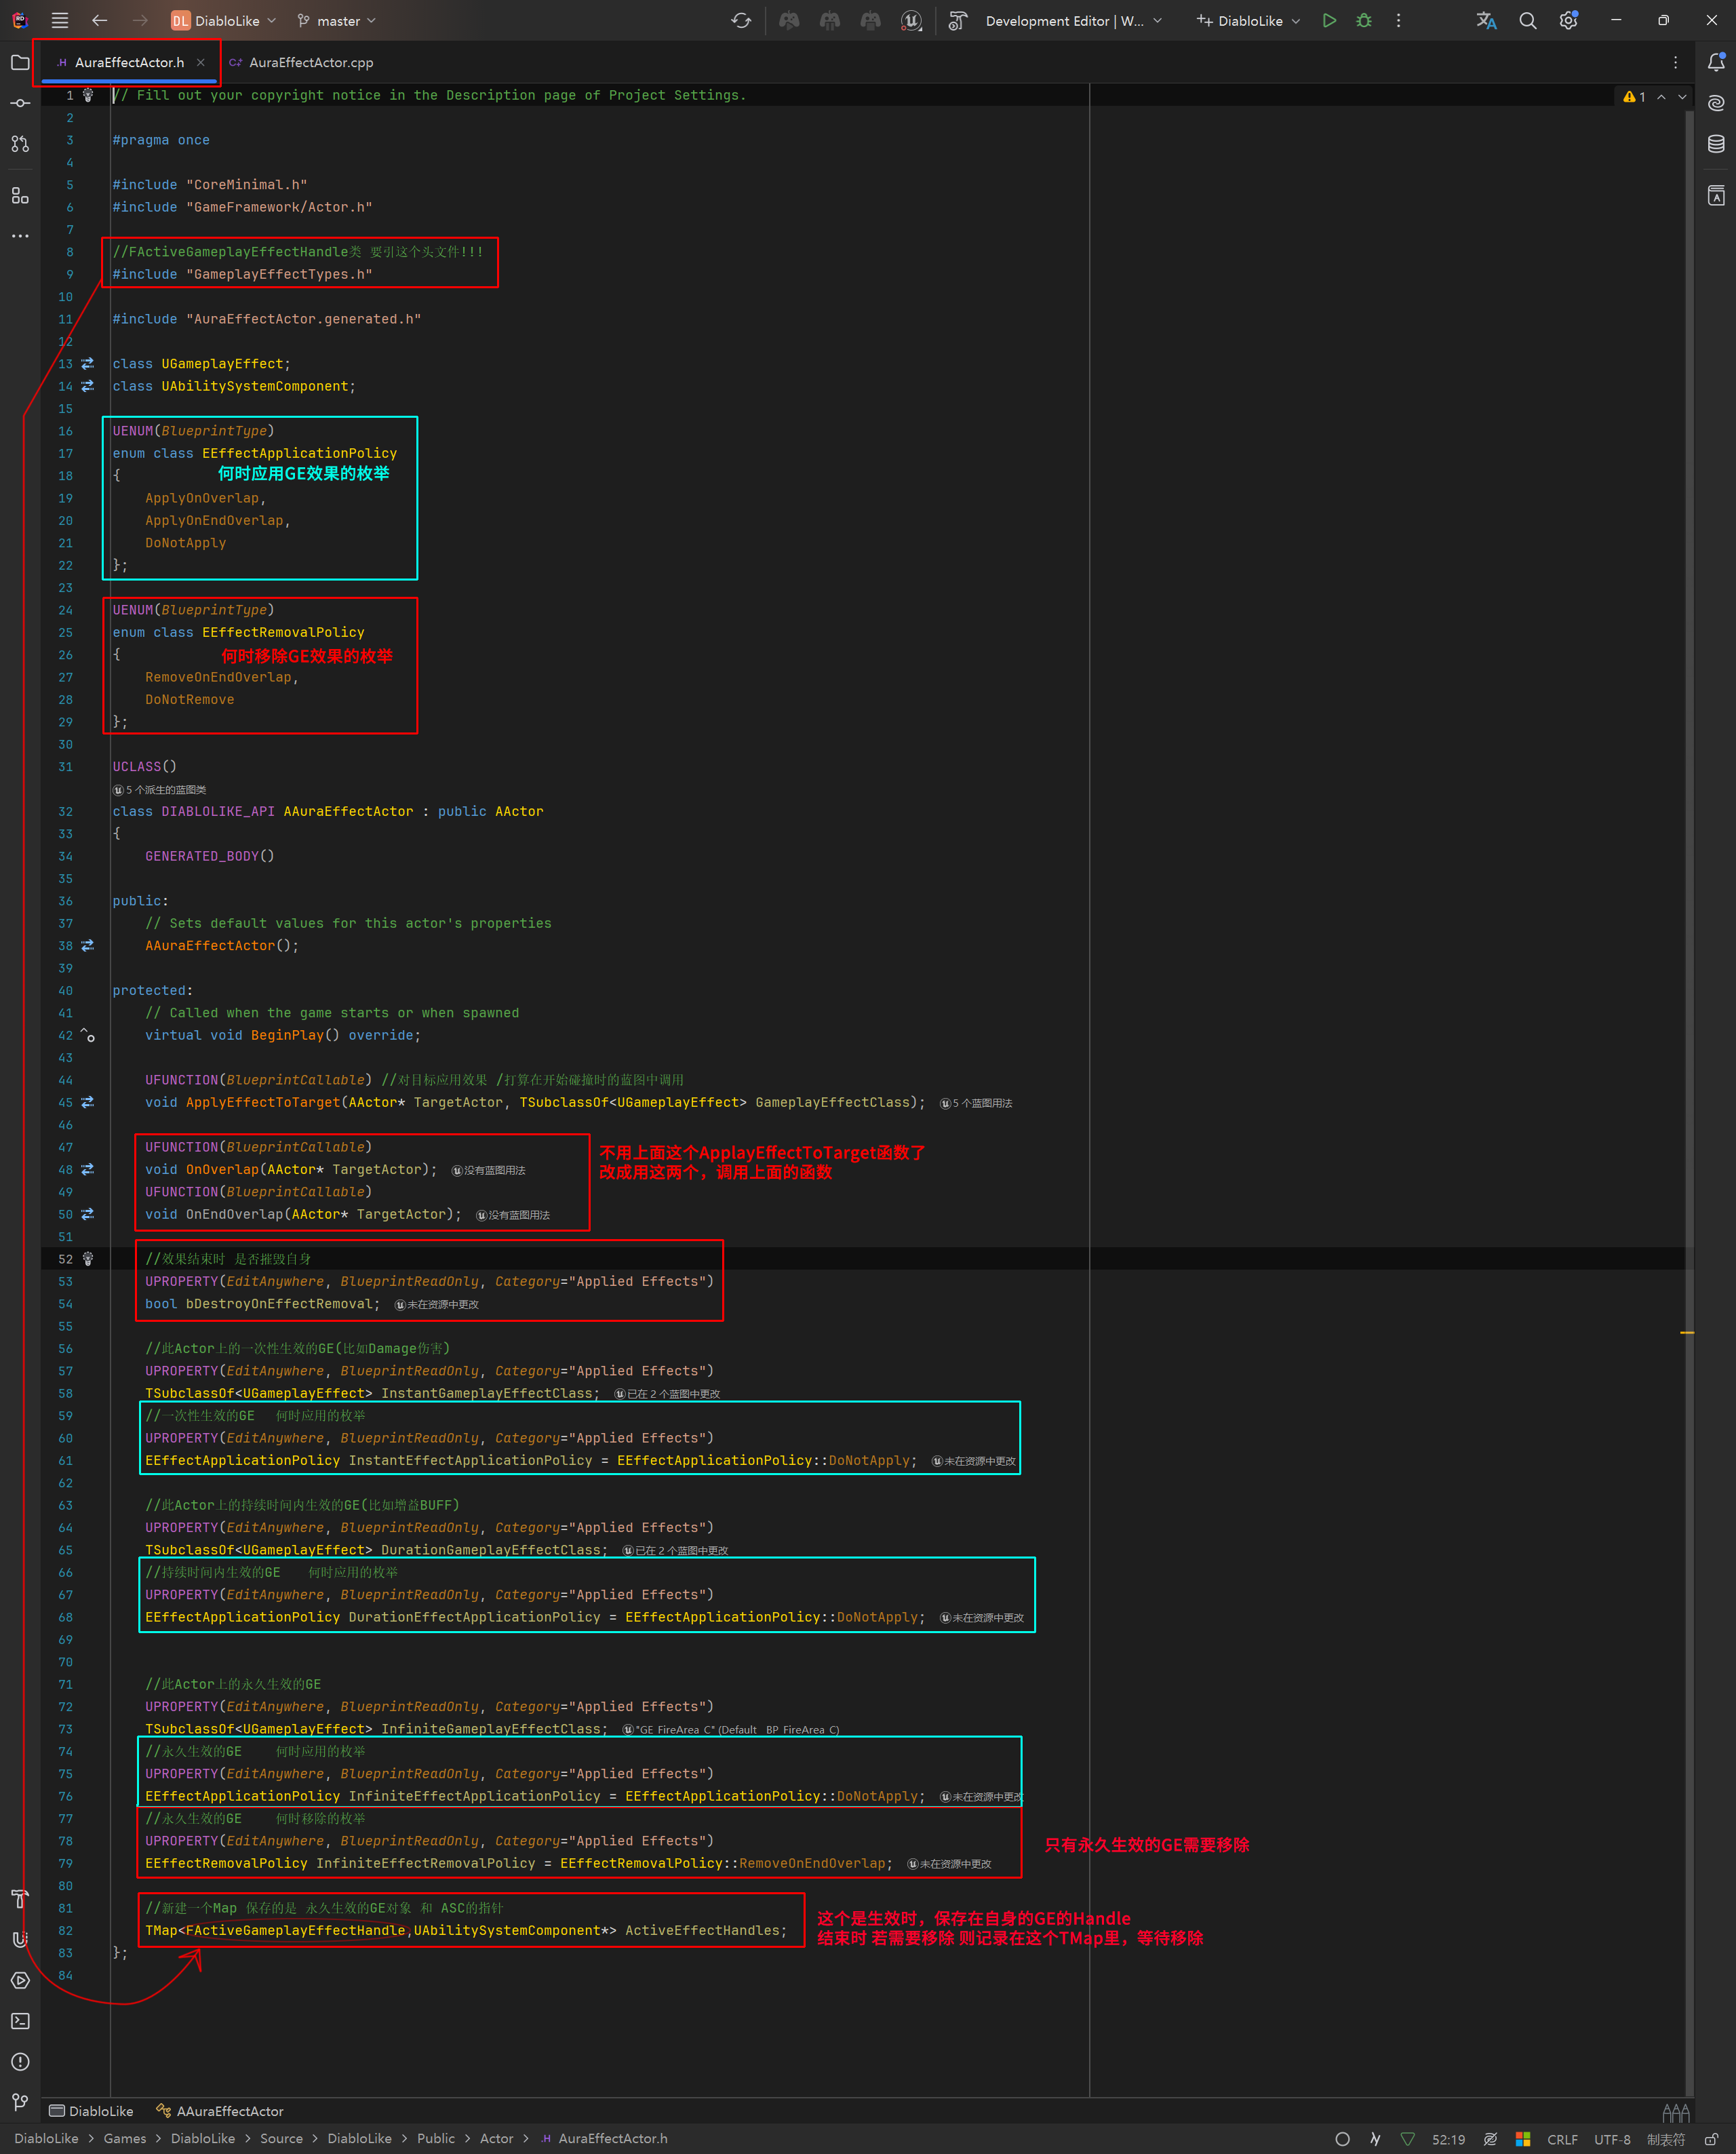 DL DiabloLike master Development Editor | W... DiabloLike
.H AuraEffectActor.h × C+ AuraEffectActor.cpp
1 // Fill out your copyright notice in the Description page of Project Settings. 1
2
3 #pragma once
4
5 #include "CoreMinimal.h"
6 #include "GameFramework/Actor.h"
7
8 //FActiveGameplayEffectHandle类 要引这个头文件!!!
9 #include "GameplayEffectTypes.h"
10
11 #include "AuraEffectActor.generated.h"
12
13 class UGameplayEffect;
14 class UAbilitySystemComponent;
15
16 UENUM(BlueprintType)
17 enum class EEffectApplicationPolicy
何时应用GE效果的枚举
18 {
19 ApplyOnOverlap,
20 ApplyOnEndOverlap,
21 DoNotApply
22 };
23
24 UENUM(BlueprintType)
25 enum class EEffectRemovalPolicy
26 { 何时移除GE效果的枚举
27 RemoveOnEndOverlap,
28 DoNotRemove
29 };
30
31 UCLASS()
5 个派生的蓝图类
32 class DIABLOLIKE_API AAuraEffectActor : public AActor
33 {
34 GENERATED_BODY()
35
36 public:
37 // Sets default values for this actor's properties
38 AAuraEffectActor();
39
40 protected:
41 // Called when the game starts or when spawned
42 virtual void BeginPlay() override;
43
44 UFUNCTION(BlueprintCallable) //对目标应用效果 /打算在开始碰撞时的蓝图中调用
45 void ApplyEffectToTarget(AActor* TargetActor, TSubclassOf<UGameplayEffect> GameplayEffectClass); 5 个蓝图用法
46
47 UFUNCTION(BlueprintCallable) 不用上面这个ApplayEffectToTarget函数了
48 void OnOverlap(AActor* TargetActor); 没有蓝图用法 改成用这两个，调用上面的函数
49 UFUNCTION(BlueprintCallable)
50 void OnEndOverlap(AActor* TargetActor); 没有蓝图用法
51
52 //效果结束时 是否摧毁自身
53 UPROPERTY(EditAnywhere, BlueprintReadOnly, Category="Applied Effects")
54 bool bDestroyOnEffectRemoval; 未在资源中更改
55
56 //此Actor上的一次性生效的GE(比如Damage伤害)
57 UPROPERTY(EditAnywhere, BlueprintReadOnly, Category="Applied Effects")
58 TSubclassOf<UGameplayEffect> InstantGameplayEffectClass; 已在 2 个蓝图中更改
59 //一次性生效的GE 何时应用的枚举
60 UPROPERTY(EditAnywhere, BlueprintReadOnly, Category="Applied Effects")
61 EEffectApplicationPolicy InstantEffectApplicationPolicy = EEffectApplicationPolicy::DoNotApply; 未在资源中更改
62
63 //此Actor上的持续时间内生效的GE(比如增益BUFF)
64 UPROPERTY(EditAnywhere, BlueprintReadOnly, Category="Applied Effects")
65 TSubclassOf<UGameplayEffect> DurationGameplayEffectClass; 已在 2 个蓝图中更改
66 //持续时间内生效的GE 何时应用的枚举
67 UPROPERTY(EditAnywhere, BlueprintReadOnly, Category="Applied Effects")
68 EEffectApplicationPolicy DurationEffectApplicationPolicy = EEffectApplicationPolicy::DoNotApply; 未在资源中更改
69
70
71 //此Actor上的永久生效的GE
72 UPROPERTY(EditAnywhere, BlueprintReadOnly, Category="Applied Effects")
73 TSubclassOf<UGameplayEffect> InfiniteGameplayEffectClass; "GE_FireArea_C" (Default__BP_FireArea_C)
74 //永久生效的GE 何时应用的枚举
75 UPROPERTY(EditAnywhere, BlueprintReadOnly, Category="Applied Effects")
76 EEffectApplicationPolicy InfiniteEffectApplicationPolicy = EEffectApplicationPolicy::DoNotApply; 未在资源中更改
77 //永久生效的GE 何时移除的枚举
78 UPROPERTY(EditAnywhere, BlueprintReadOnly, Category="Applied Effects") 只有永久生效的GE需要移除
79 EEffectRemovalPolicy InfiniteEffectRemovalPolicy = EEffectRemovalPolicy::RemoveOnEndOverlap; 未在资源中更改
80
81 //新建一个Map 保存的是 永久生效的GE对象 和 ASC的指针 这个是生效时，保存在自身的GE的Handle
82 TMap<FActiveGameplayEffectHandle,UAbilitySystemComponent*> ActiveEffectHandles; 结束时 若需要移除 则记录在这个TMap里，等待移除
83 };
84
DiabloLike AAuraEffectActor
DiabloLike > Games > DiabloLike > Source > DiabloLike > Public > Actor > .H AuraEffectActor.h 52:19 CRLF UTF-8 制表符